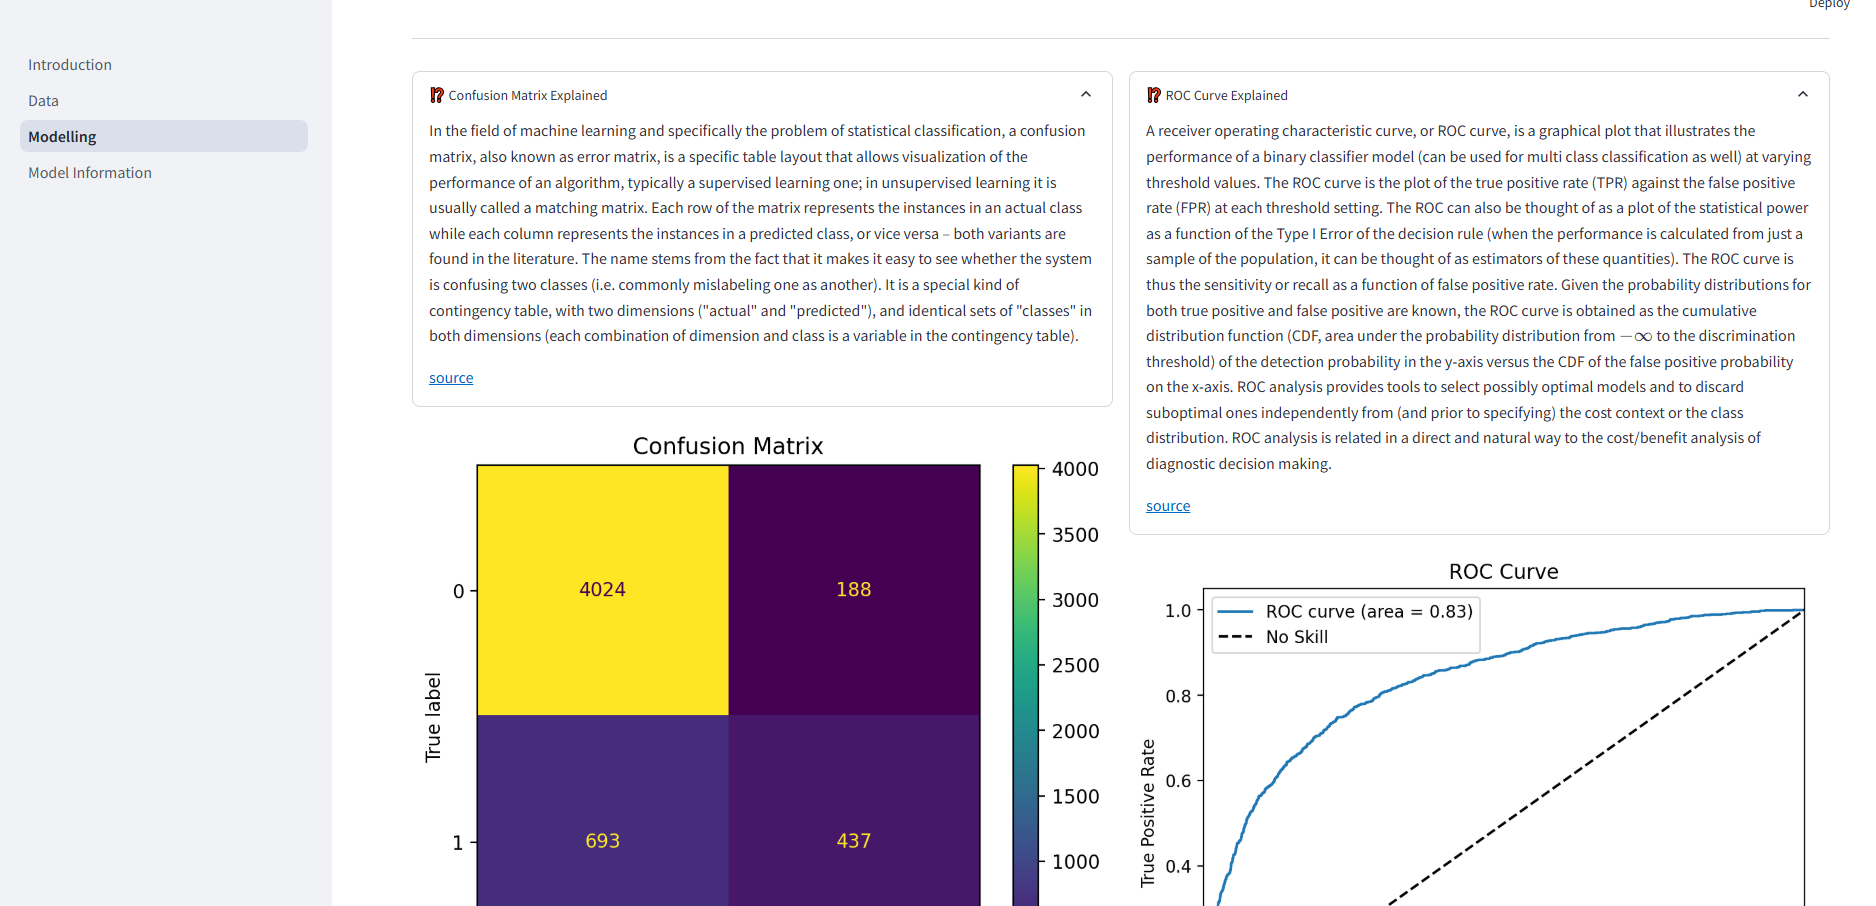 Deploy
Introduction
Data
Modelling
Model Information
⁉ Confusion Matrix Explained
In the field of machine learning and specifically the problem of statistical classification, a confusion
matrix, also known as error matrix, is a specific table layout that allows visualization of the
performance of an algorithm, typically a supervised learning one; in unsupervised learning it is
usually called a matching matrix. Each row of the matrix represents the instances in an actual class
while each column represents the instances in a predicted class, or vice versa – both variants are
found in the literature. The name stems from the fact that it makes it easy to see whether the system
is confusing two classes (i.e. commonly mislabeling one as another). It is a special kind of
contingency table, with two dimensions ("actual" and "predicted"), and identical sets of "classes" in
both dimensions (each combination of dimension and class is a variable in the contingency table).
source
Confusion Matrix
4024
188
693
437
0
1
True label
4000
3500
3000
2500
2000
1500
1000
⁉ ROC Curve Explained
A receiver operating characteristic curve, or ROC curve, is a graphical plot that illustrates the
performance of a binary classifier model (can be used for multi class classification as well) at varying
threshold values. The ROC curve is the plot of the true positive rate (TPR) against the false positive
rate (FPR) at each threshold setting. The ROC can also be thought of as a plot of the statistical power
as a function of the Type I Error of the decision rule (when the performance is calculated from just a
sample of the population, it can be thought of as estimators of these quantities). The ROC curve is
thus the sensitivity or recall as a function of false positive rate. Given the probability distributions for
both true positive and false positive are known, the ROC curve is obtained as the cumulative
distribution function (CDF, area under the probability distribution from −∞ to the discrimination
threshold) of the detection probability in the y-axis versus the CDF of the false positive probability
on the x-axis. ROC analysis provides tools to select possibly optimal models and to discard
suboptimal ones independently from (and prior to specifying) the cost context or the class
distribution. ROC analysis is related in a direct and natural way to the cost/benefit analysis of
diagnostic decision making.
source
ROC Curve
ROC curve (area = 0.83)
No Skill
1.0
0.8
0.6
0.4
True Positive Rate